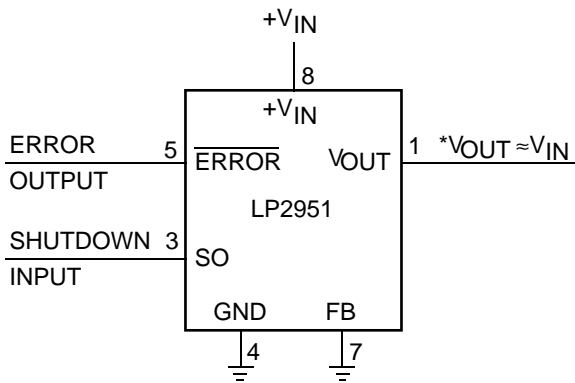 +VIN
8
+VIN
ERROR 5 ERROR VOUT 1 *VOUT ≈VIN
OUTPUT
LP2951
SHUTDOWN 3 SO
INPUT
GND FB
4 7